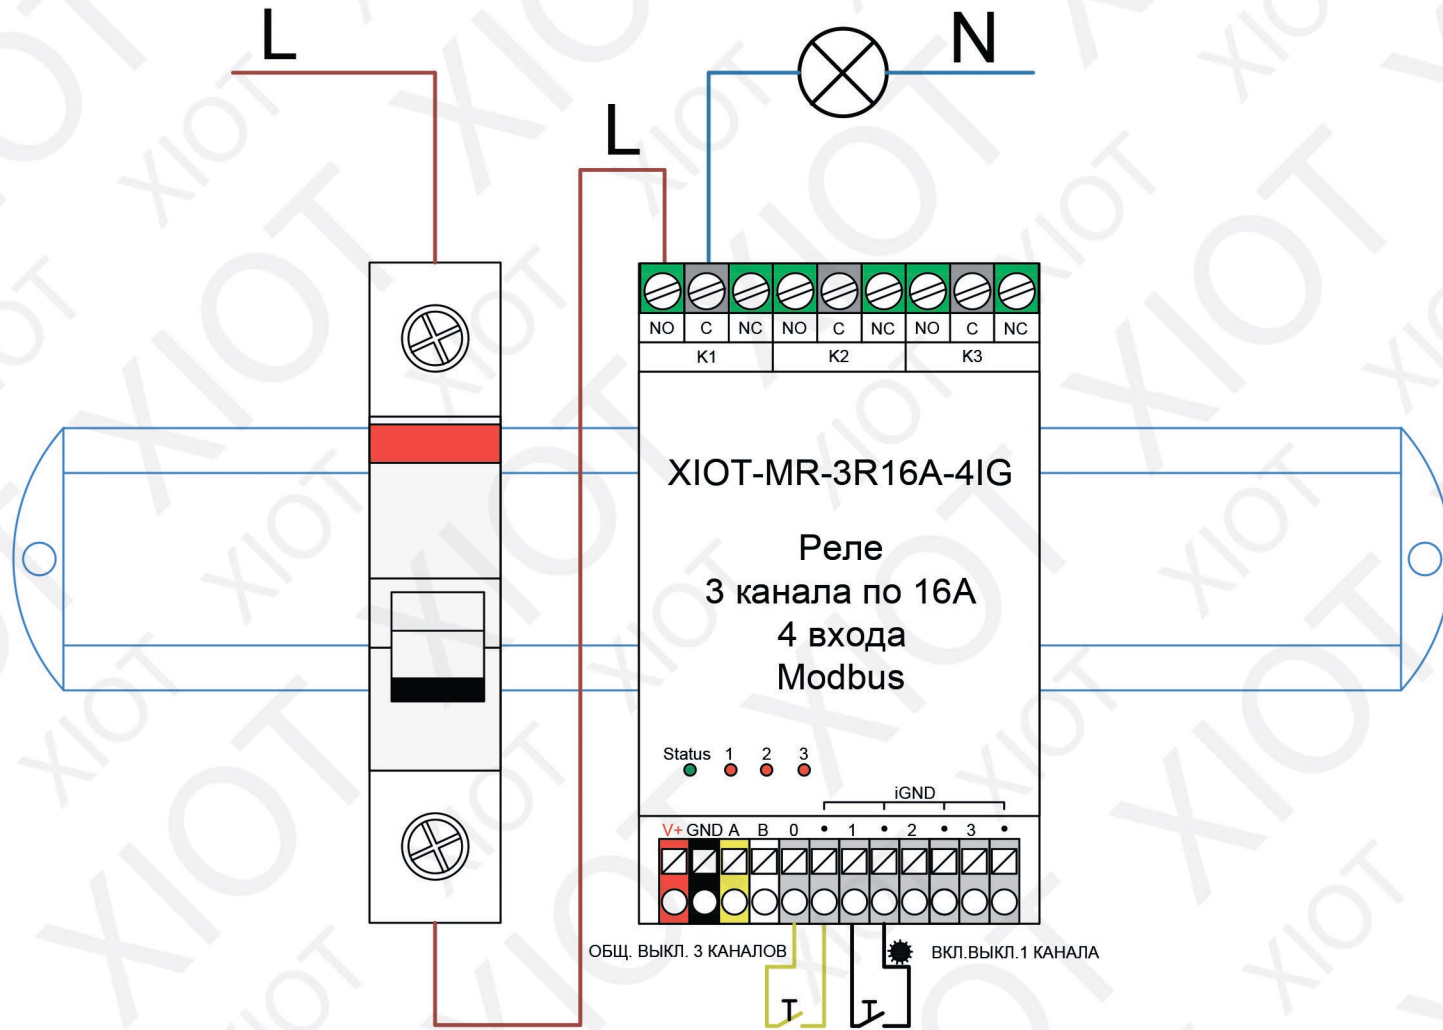 L
N
L
NO C NC NO C NC NO C NC
K1 K2 K3
XIOT-MR-3R16A-4IG
Реле
3 канала по 16А
4 входа
Modbus
Status 1 2 3
iGND
V+ GND A B 0 • 1 • 2 • 3 •
ОБЩ. ВЫКЛ. 3 КАНАЛОВ
ВКЛ.ВЫКЛ.1 КАНАЛА
XIOT